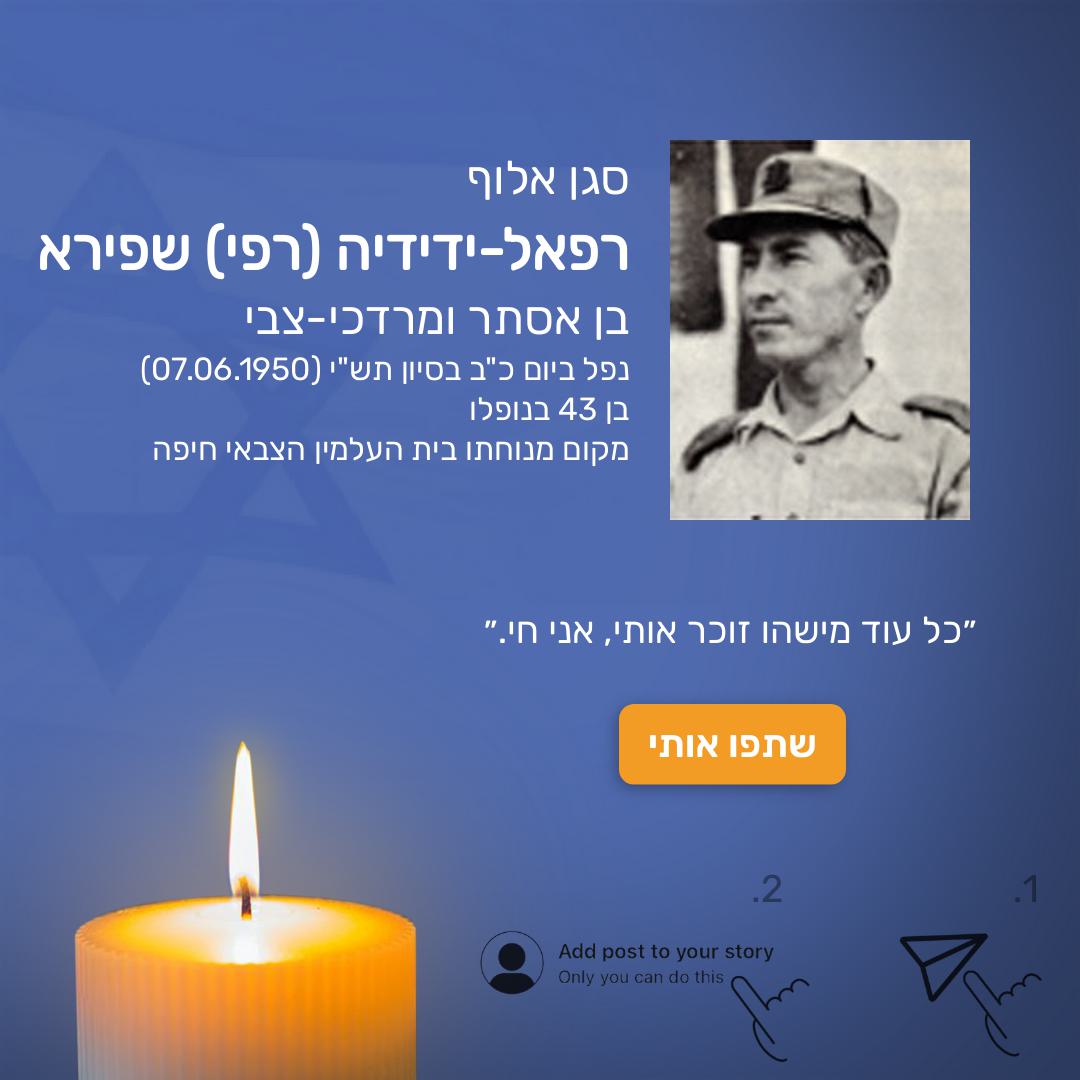 סגן אלוף
רפאל-ידידיה (רפי) שפירא
בן אסתר ומרדכי-צבי
נפל ביום כ"ב בסיון תש"י (07.06.1950)
בן 43 בנופלו
מקום מנוחתו בית העלמין הצבאי חיפה
״כל עוד מישהו זוכר אותי, אני חי.״
שתפו אותי
1.
2.
Add post to your story
Only you can do this